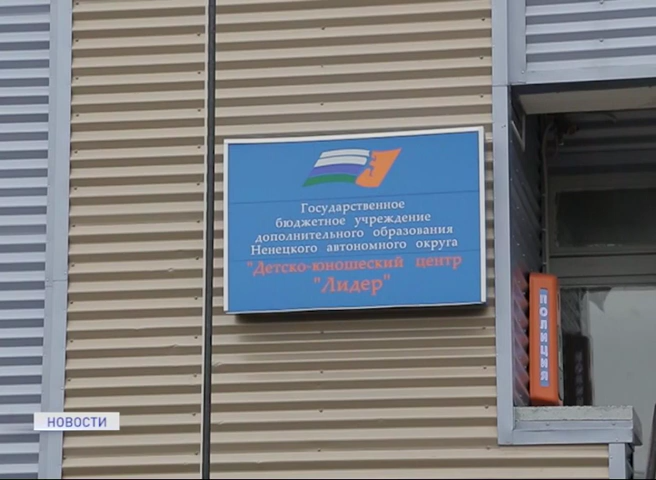 Государственное
бюджетное учреждение
дополнительного образования
Ненецкого автономного округа
"Детско-юношеский центр
"Лидер"
ПОЛИЦИЯ
НОВОСТИ